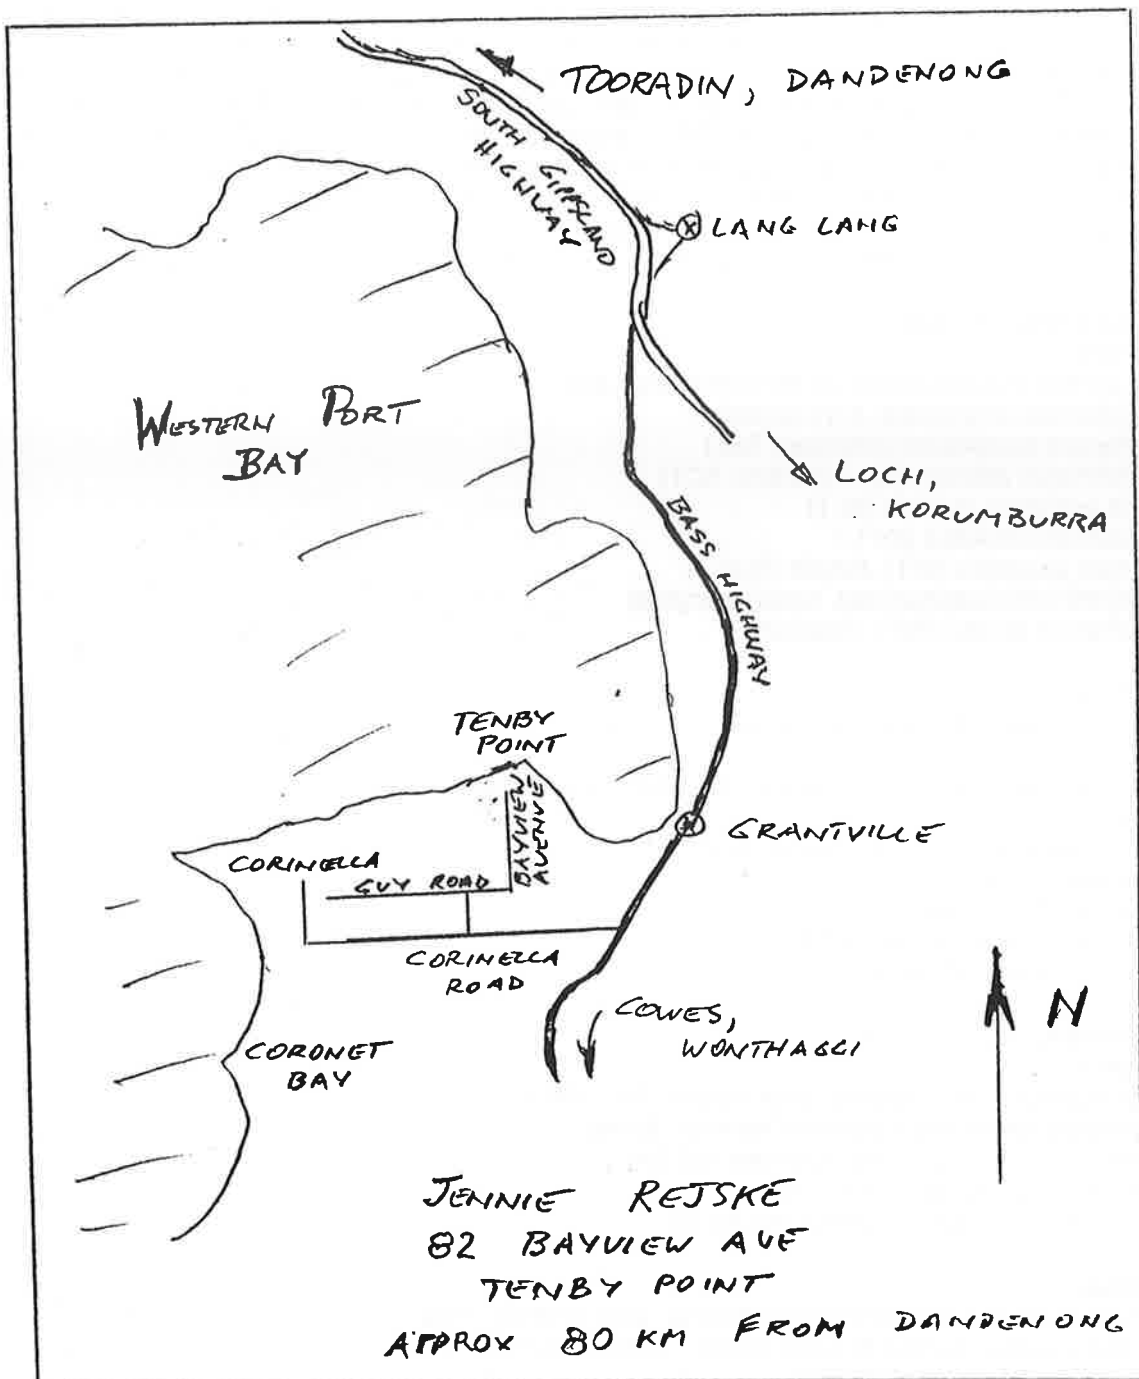 TOORADIN, DANDENONG
SOUTH GIPPSLAND
HIGHWAY
LANG LANG
WESTERN PORT
BAY
LOCH,
KORUMBURRA
BASS HIGHWAY
TENBY
POINT
BAYVIEW
AVENUE
GRANTVILLE
CORINELLA
GUY ROAD
CORINELLA
ROAD
COWES,
WONTHAGGI
N
CORONET
BAY
JENNIE REJSKE
82 BAYVIEW AVE
TENBY POINT
APPROX 80 KM FROM DANDENONG